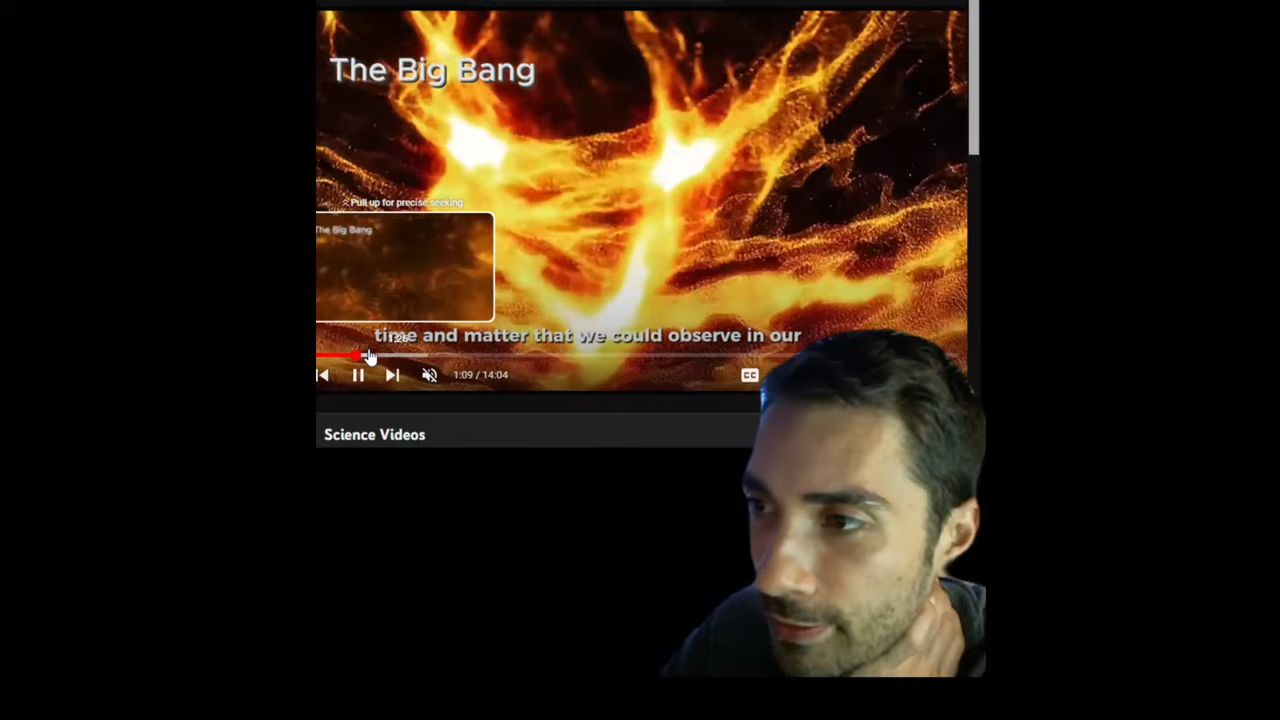 The Big Bang
Pull up for precise seeking
The Big Bang
time and matter that we could observe in our
1:09 / 14:04
CC
Science Videos